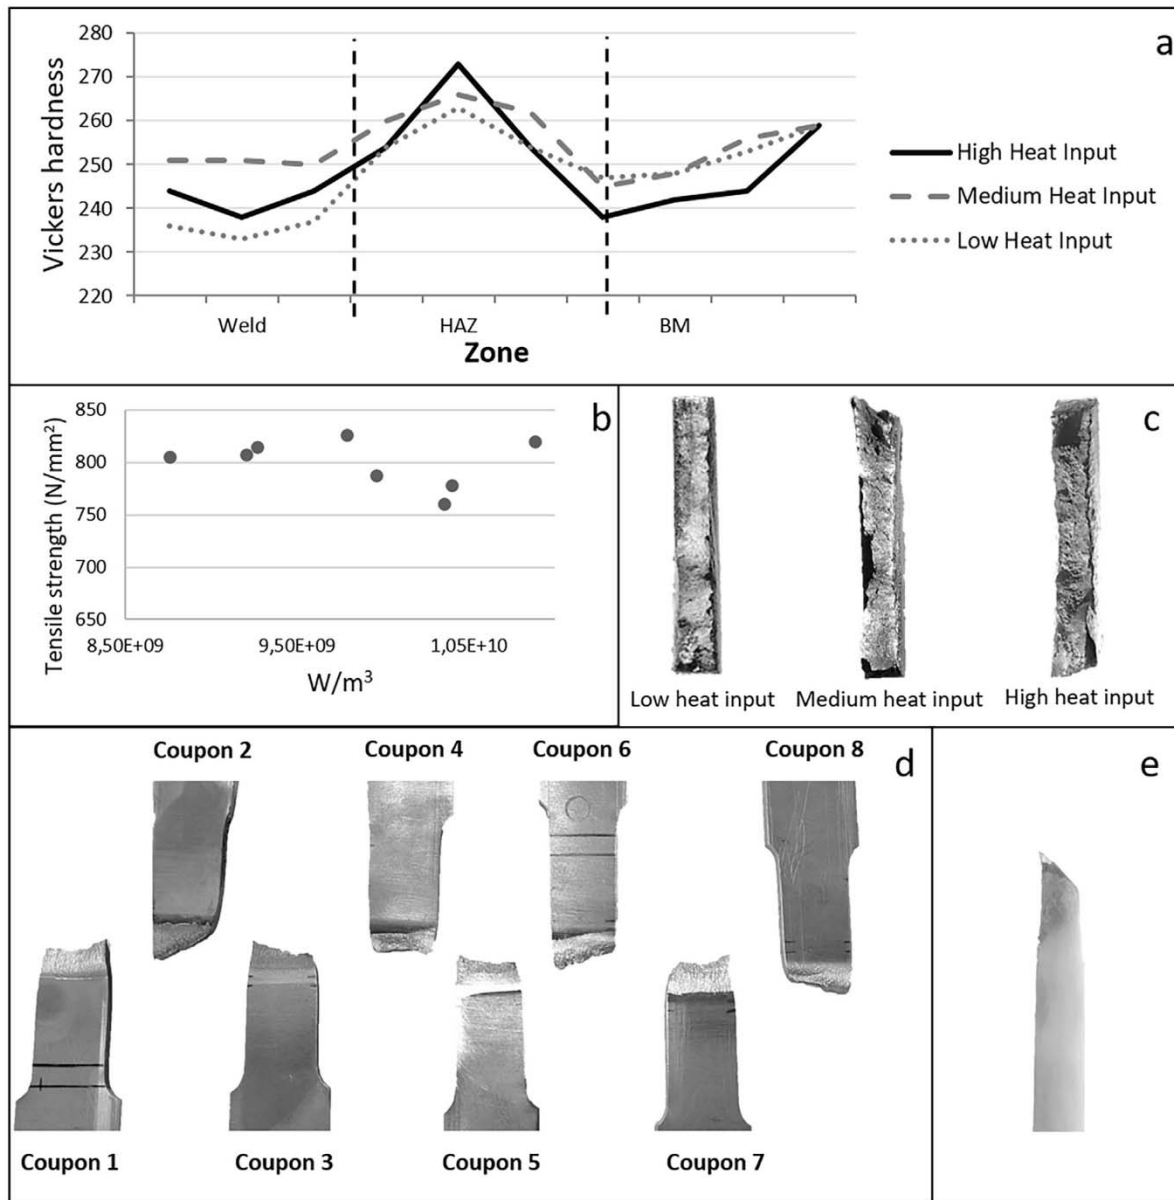 a
280
270
260
250
240
230
220
Vickers hardness
Weld
HAZ
BM
Zone
High Heat Input
Medium Heat Input
Low Heat Input
b
850
800
750
700
650
Tensile strength (N/mm²)
8,50E+09
9,50E+09
1,05E+10
W/m³
c
Low heat input
Medium heat input
High heat input
d
Coupon 2
Coupon 4
Coupon 6
Coupon 8
Coupon 1
Coupon 3
Coupon 5
Coupon 7
e